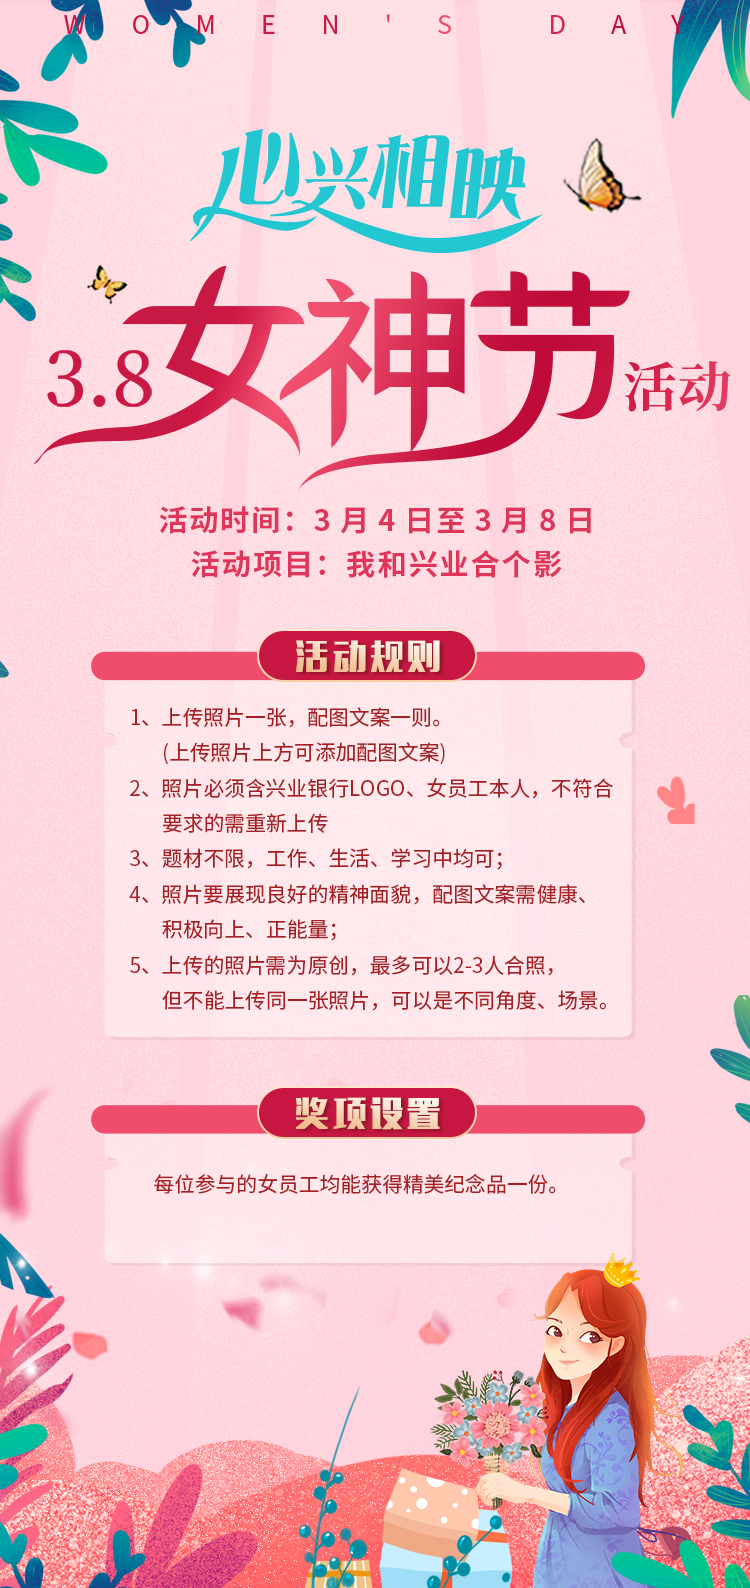 WOMEN'S DAY
心兴相映
3.8女神节活动
活动时间：3月4日至3月8日
活动项目：我和兴业合个影
活动规则
1、上传照片一张，配图文案一则。
(上传照片上方可添加配图文案)
2、照片必须含兴业银行LOGO、女员工本人，不符合
要求的需重新上传
3、题材不限，工作、生活、学习中均可；
4、照片要展现良好的精神面貌，配图文案需健康、
积极向上、正能量；
5、上传的照片需为原创，最多可以2-3人合照，
但不能上传同一张照片，可以是不同角度、场景。
奖项设置
每位参与的女员工均能获得精美纪念品一份。